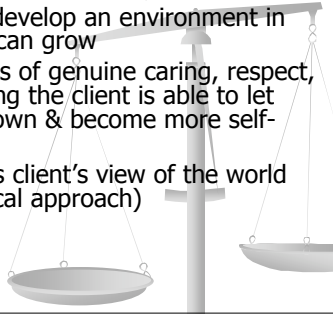 develop an environment in
can grow
s of genuine caring, respect,
ng the client is able to let
own & become more self-
s client's view of the world
cal approach)